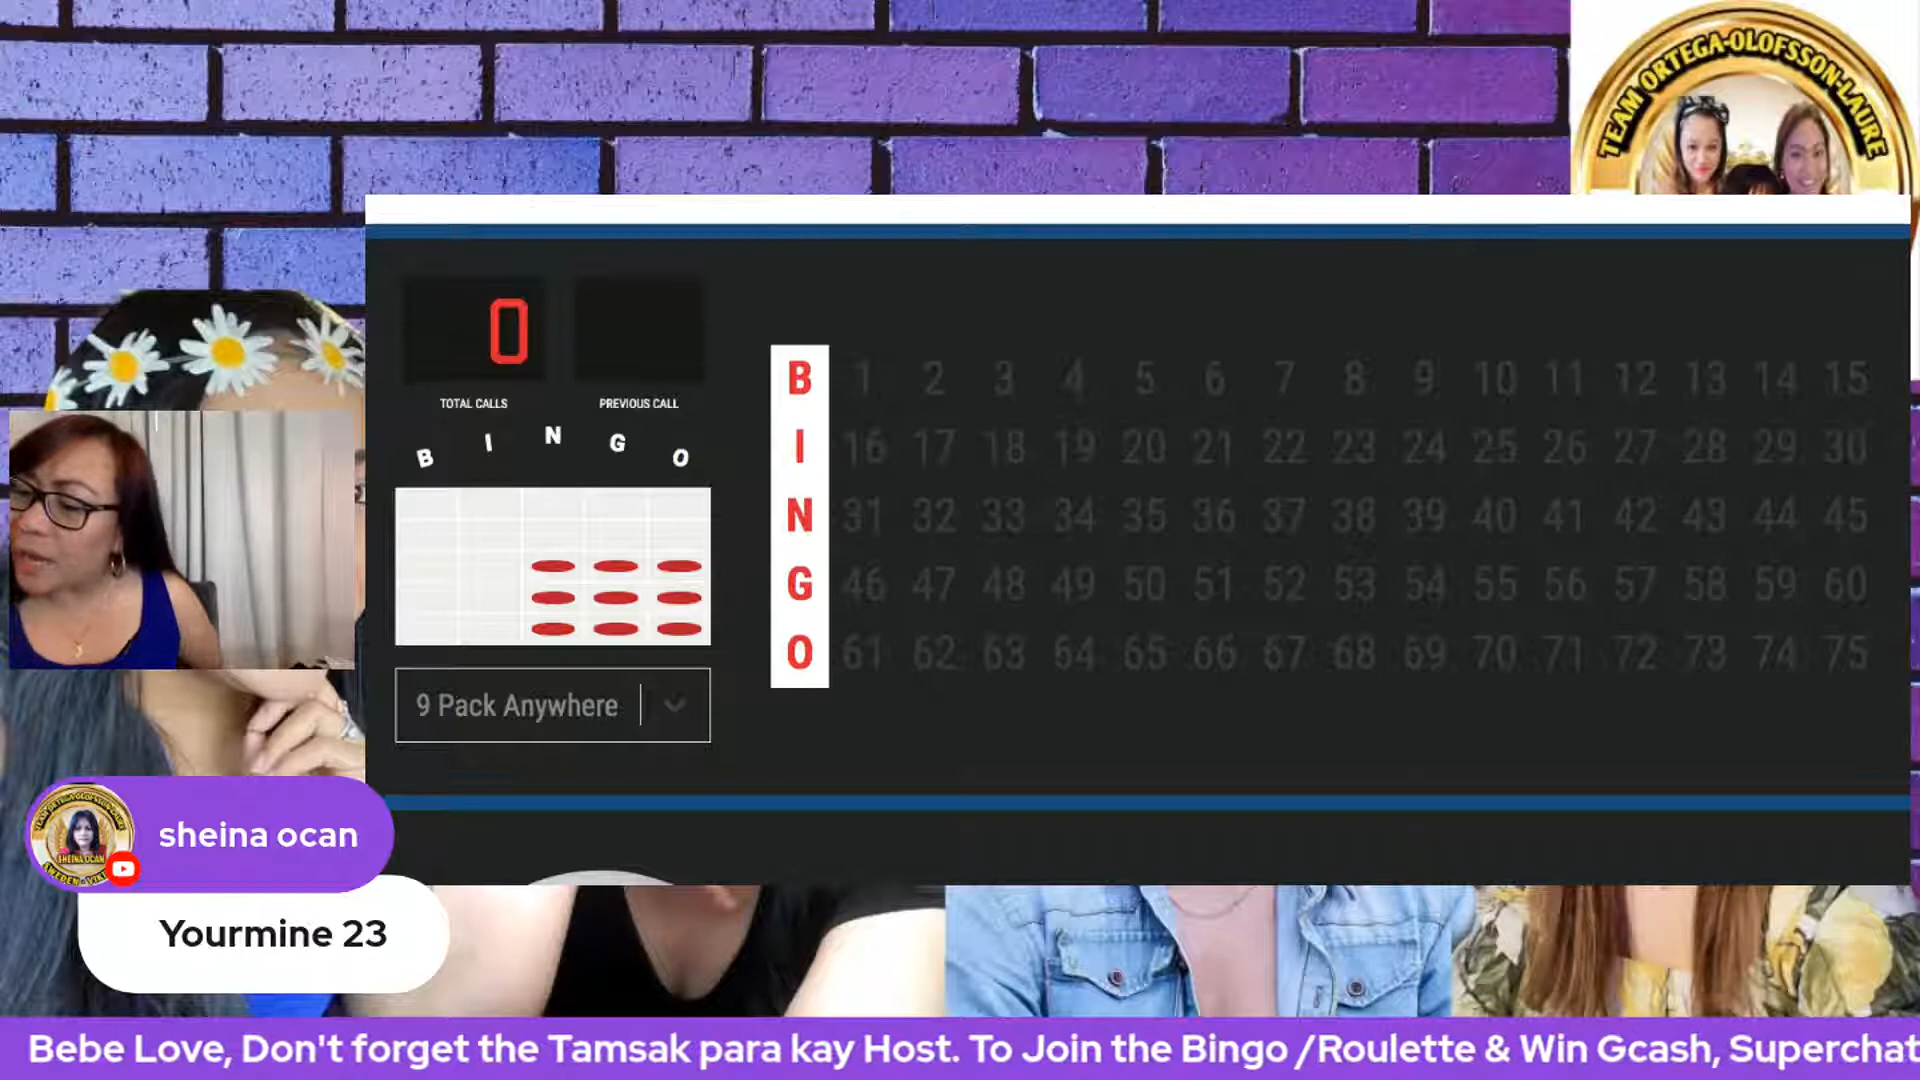 TEAM ORTEGA-OLOFSSON-LAURE
0
TOTAL CALLS
PREVIOUS CALL
B I N G O
B 1 2 3 4 5 6 7 8 9 10 11 12 13 14 15
I 16 17 18 19 20 21 22 23 24 25 26 27 28 29 30
N 31 32 33 34 35 36 37 38 39 40 41 42 43 44 45
G 46 47 48 49 50 51 52 53 54 55 56 57 58 59 60
O 61 62 63 64 65 66 67 68 69 70 71 72 73 74 75
9 Pack Anywhere
sheina ocan
SHEINA OCAN
Yourmine 23
Bebe Love, Don't forget the Tamsak para kay Host. To Join the Bingo /Roulette & Win Gcash, Superchat